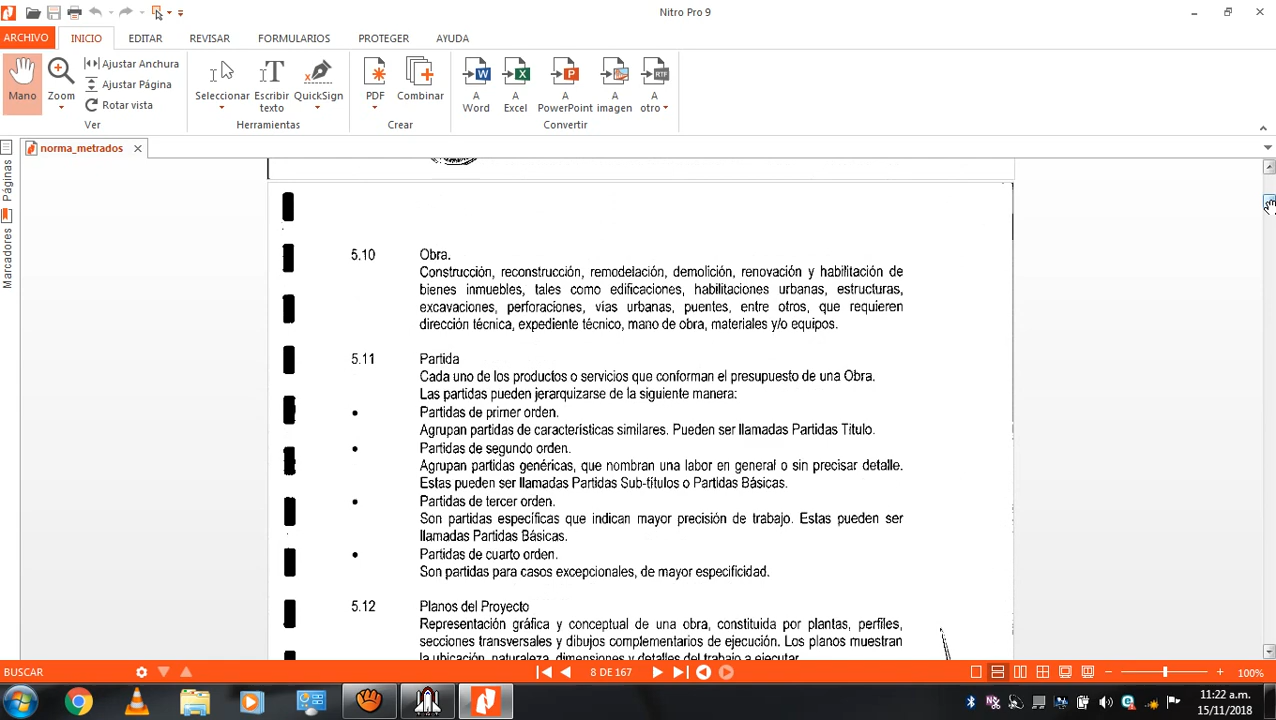 Nitro Pro 9
ARCHIVO INICIO EDITAR REVISAR FORMULARIOS PROTEGER AYUDA
Mano
Zoom
Ajustar Anchura
Ajustar Página
Rotar vista
Ver
Seleccionar
Escribir texto
QuickSign
Herramientas
PDF
Combinar
Crear
A Word
A Excel
A PowerPoint
A imagen
A otro
Convertir
norma_metrados
Páginas
Marcadores
5.10 Obra.
Construcción, reconstrucción, remodelación, demolición, renovación y habilitación de
bienes inmuebles, tales como edificaciones, habilitaciones urbanas, estructuras,
excavaciones, perforaciones, vías urbanas, puentes, entre otros, que requieren
dirección técnica, expediente técnico, mano de obra, materiales y/o equipos.
5.11 Partida
Cada uno de los productos o servicios que conforman el presupuesto de una Obra.
Las partidas pueden jerarquizarse de la siguiente manera:
• Partidas de primer orden.
Agrupan partidas de características similares. Pueden ser llamadas Partidas Título.
• Partidas de segundo orden.
Agrupan partidas genéricas, que nombran una labor en general o sin precisar detalle.
Estas pueden ser llamadas Partidas Sub-títulos o Partidas Básicas.
• Partidas de tercer orden.
Son partidas específicas que indican mayor precisión de trabajo. Estas pueden ser
llamadas Partidas Básicas.
• Partidas de cuarto orden.
Son partidas para casos excepcionales, de mayor especificidad.
5.12 Planos del Proyecto
Representación gráfica y conceptual de una obra, constituida por plantas, perfiles,
secciones transversales y dibujos complementarios de ejecución. Los planos muestran
la ubicación, naturaleza, dimensiones y detalles del trabajo a ejecutar.
BUSCAR
8 DE 167
100%
11:22 a.m.
15/11/2018